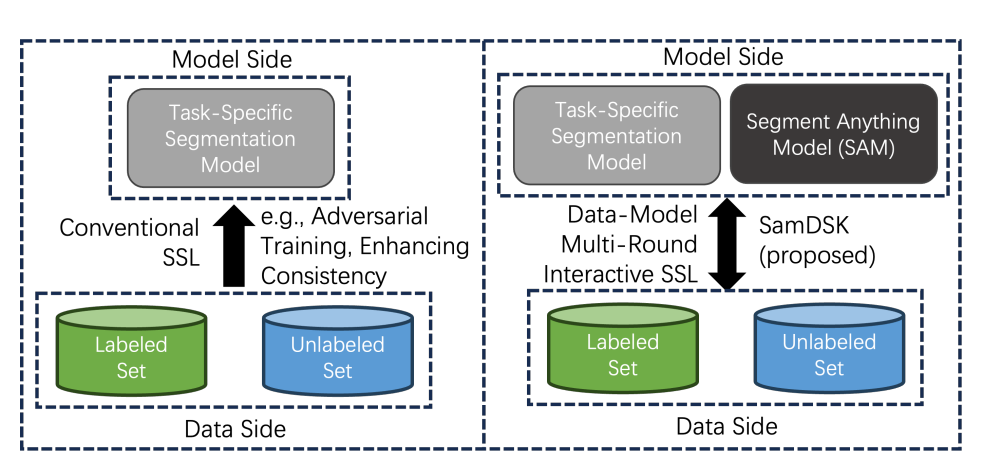 Model Side
Task-Specific
Segmentation
Model
Conventional
SSL
e.g., Adversarial
Training, Enhancing
Consistency
Labeled
Set
Unlabeled
Set
Data Side
Model Side
Task-Specific
Segmentation
Model
Segment Anything
Model (SAM)
Data-Model
Multi-Round
Interactive SSL
SamDSK
(proposed)
Labeled
Set
Unlabeled
Set
Data Side